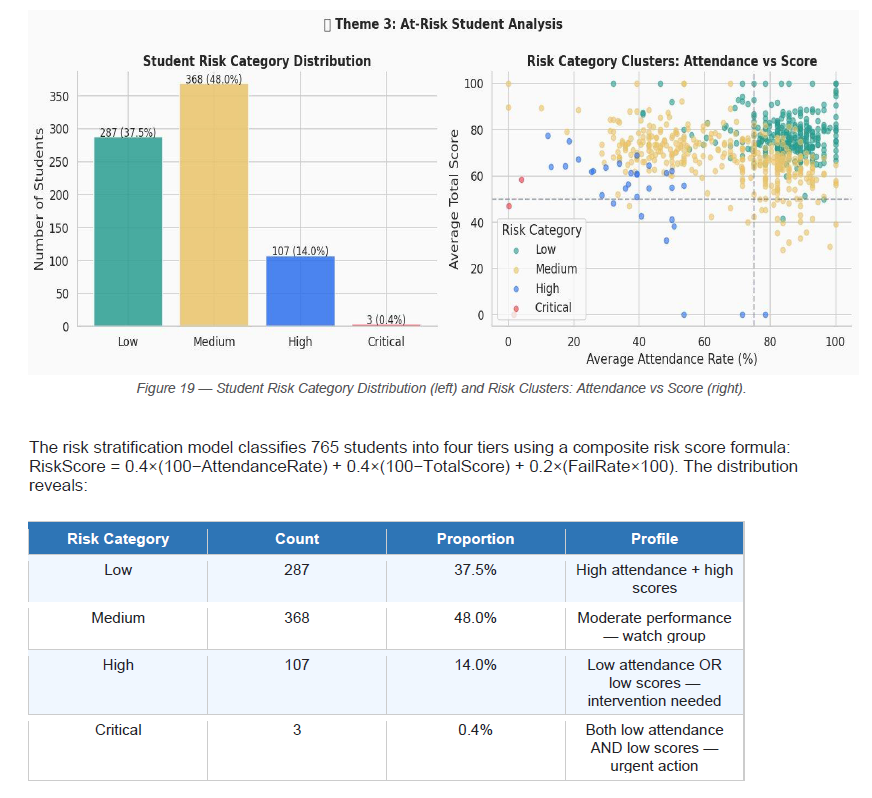 Theme 3: At-Risk Student Analysis
Student Risk Category Distribution
Number of Students
350
300
250
200
150
100
50
0
287 (37.5%)
368 (48.0%)
107 (14.0%)
3 (0.4%)
Low
Medium
High
Critical
Risk Category Clusters: Attendance vs Score
Average Total Score
100
80
60
40
20
0
Risk Category
Low
Medium
High
Critical
0
20
40
60
80
100
Average Attendance Rate (%)
Figure 19 — Student Risk Category Distribution (left) and Risk Clusters: Attendance vs Score (right).
The risk stratification model classifies 765 students into four tiers using a composite risk score formula:
RiskScore = 0.4×(100−AttendanceRate) + 0.4×(100−TotalScore) + 0.2×(FailRate×100). The distribution
reveals:
Risk Category Count Proportion Profile
Low 287 37.5% High attendance + high
scores
Medium 368 48.0% Moderate performance
— watch group
High 107 14.0% Low attendance OR
low scores —
intervention needed
Critical 3 0.4% Both low attendance
AND low scores —
urgent action